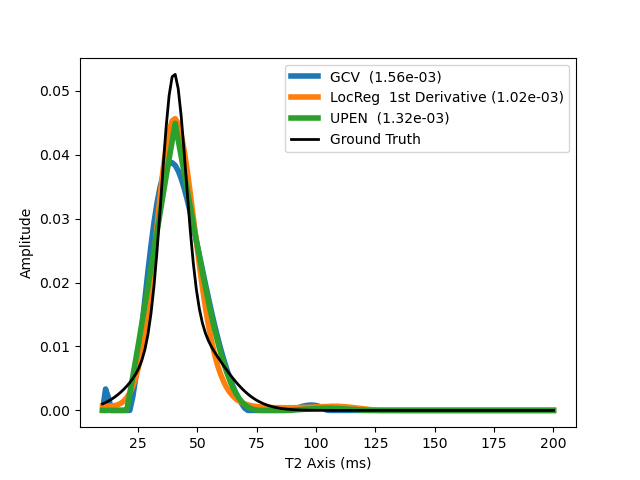 GCV  (1.56e-03)
LocReg  1st Derivative (1.02e-03)
UPEN  (1.32e-03)
Ground Truth
Amplitude
0.05
0.04
0.03
0.02
0.01
0.00
25 50 75 100 125 150 175 200
T2 Axis (ms)